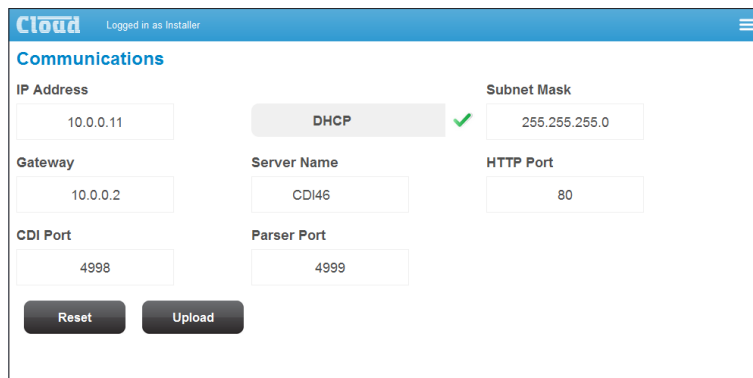 Cloud Logged in as Installer
Communications
IP Address
Subnet Mask
10.0.0.11 DHCP 255.255.255.0
Gateway Server Name HTTP Port
10.0.0.2 CDI46 80
CDI Port Parser Port
4998 4999
Reset Upload